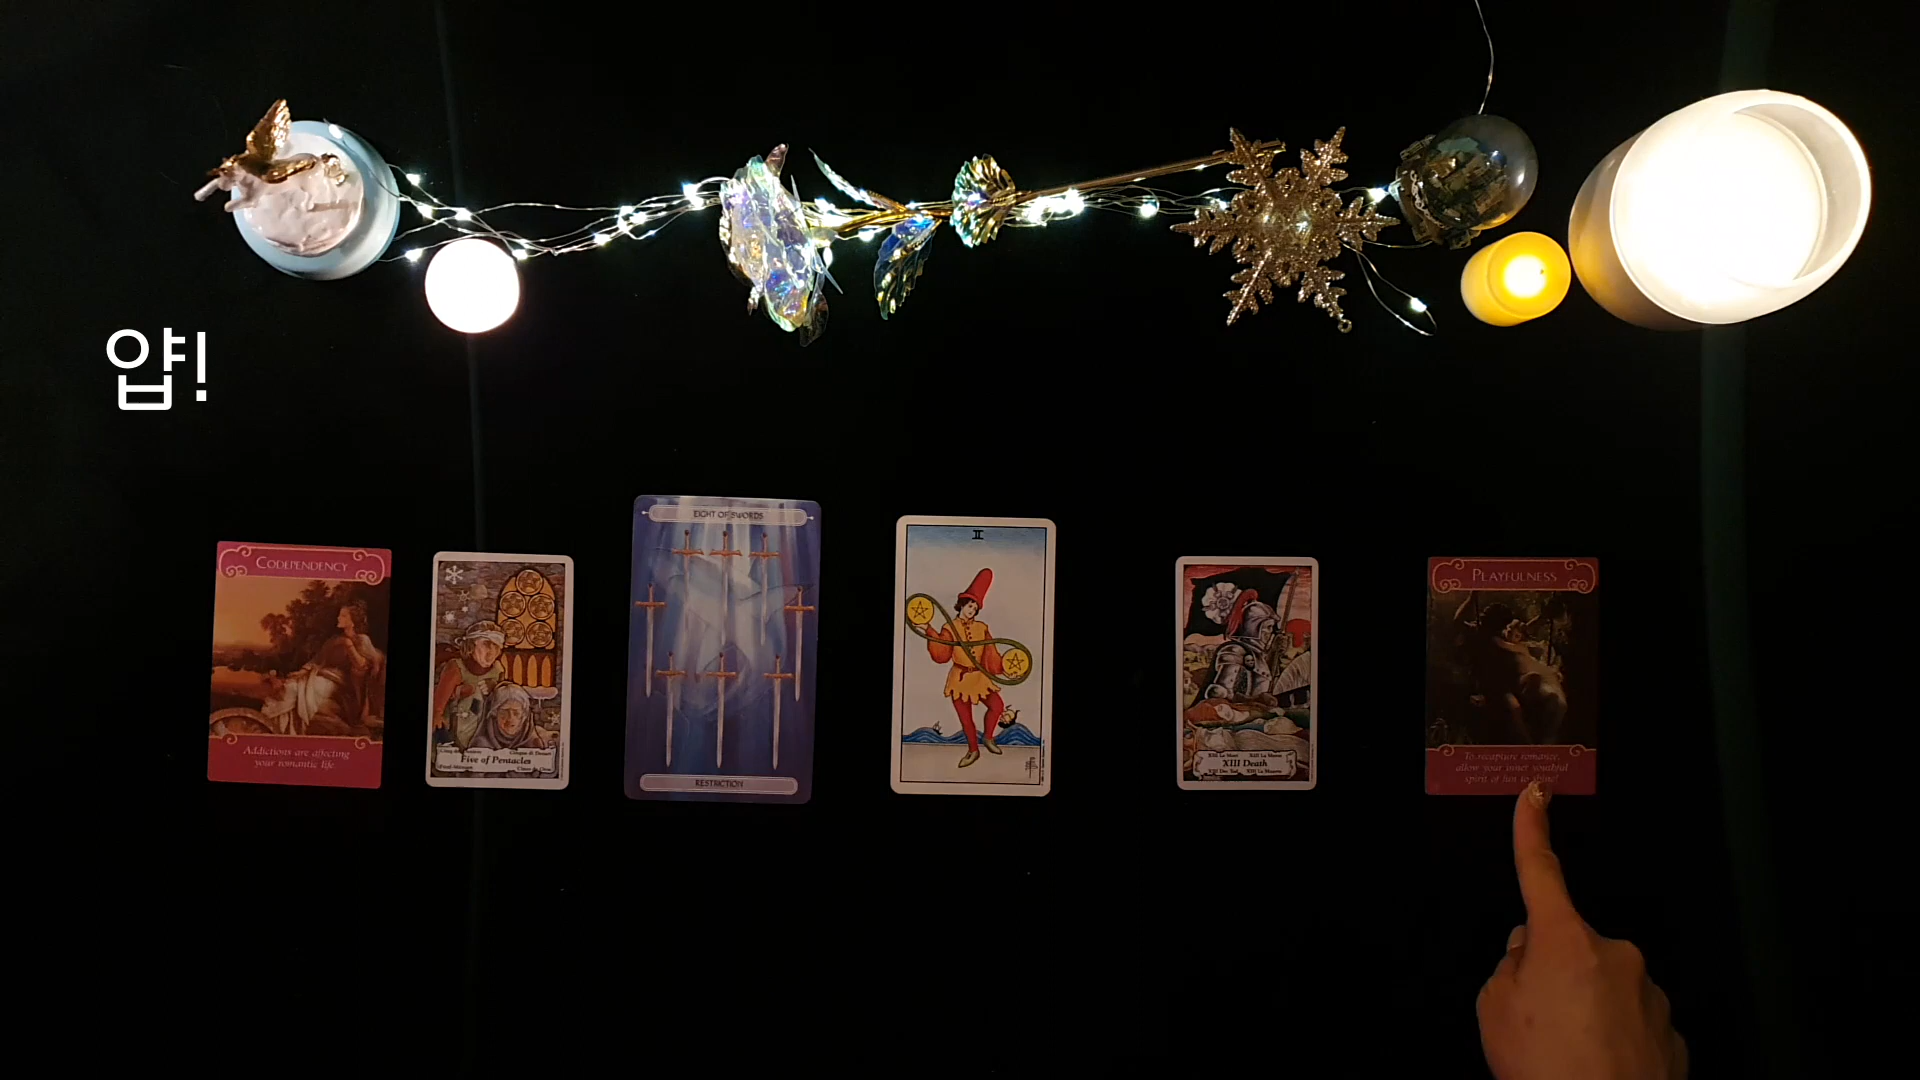 얍!
CODEPENDENCY
Addictions are affecting
your romantic life
Five of Pentacles
EIGHT OF SWORDS
RESTRICTION
II
XIII Death
PLAYFULNESS
To recapture romance,
allow your inner youthful
spirit of fun to shine!